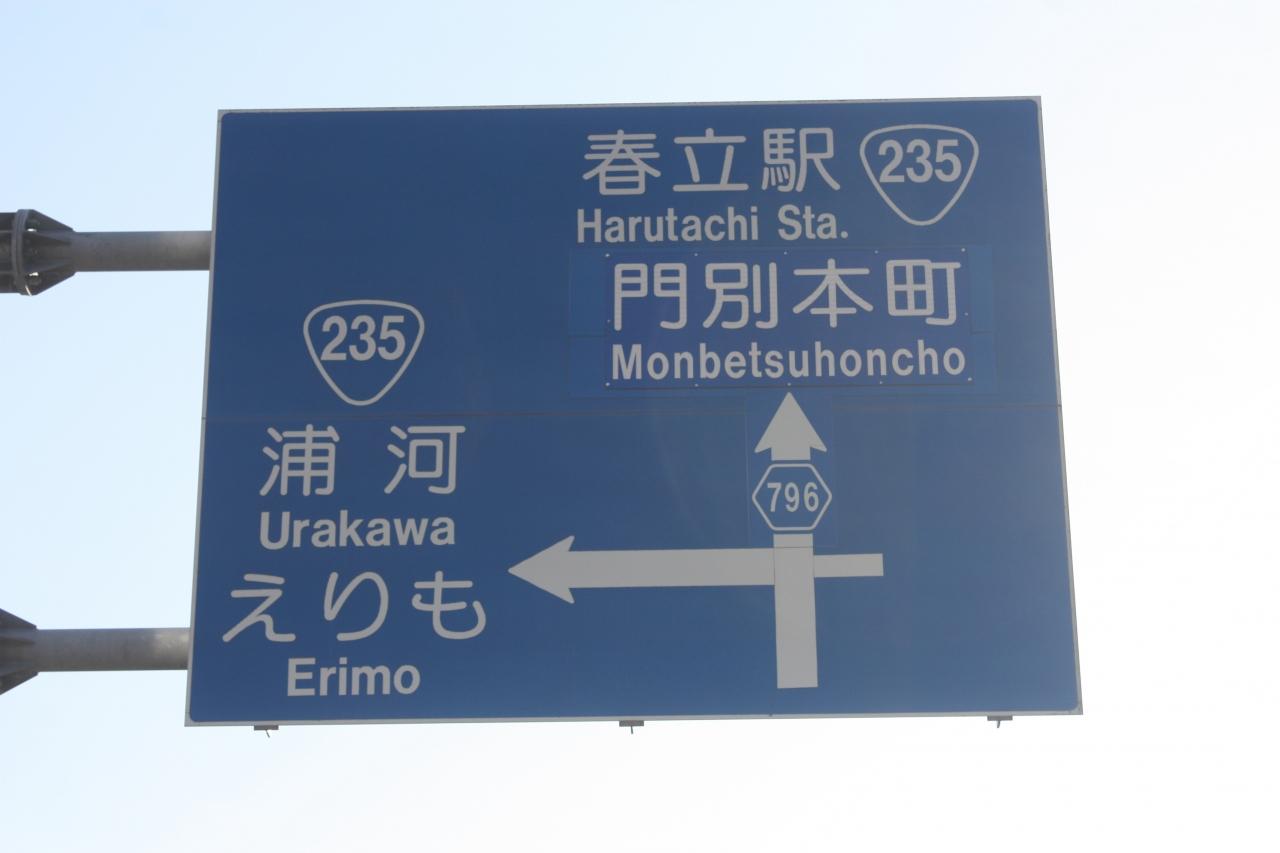 春立駅 235
Harutachi Sta.
門別本町
Monbetsuhoncho
235
浦河
Urakawa
えりも
Erimo
796